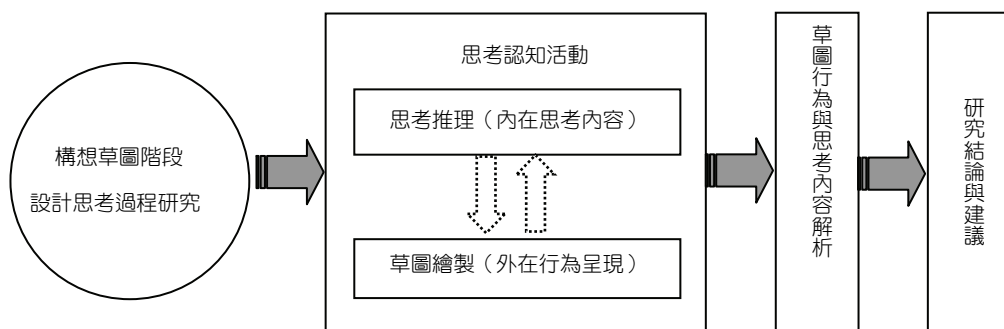 構想草圖階段
設計思考過程研究
思考認知活動
思考推理（內在思考內容）
草圖繪製（外在行為呈現）
草圖行為與思考內容解析
研究結論與建議